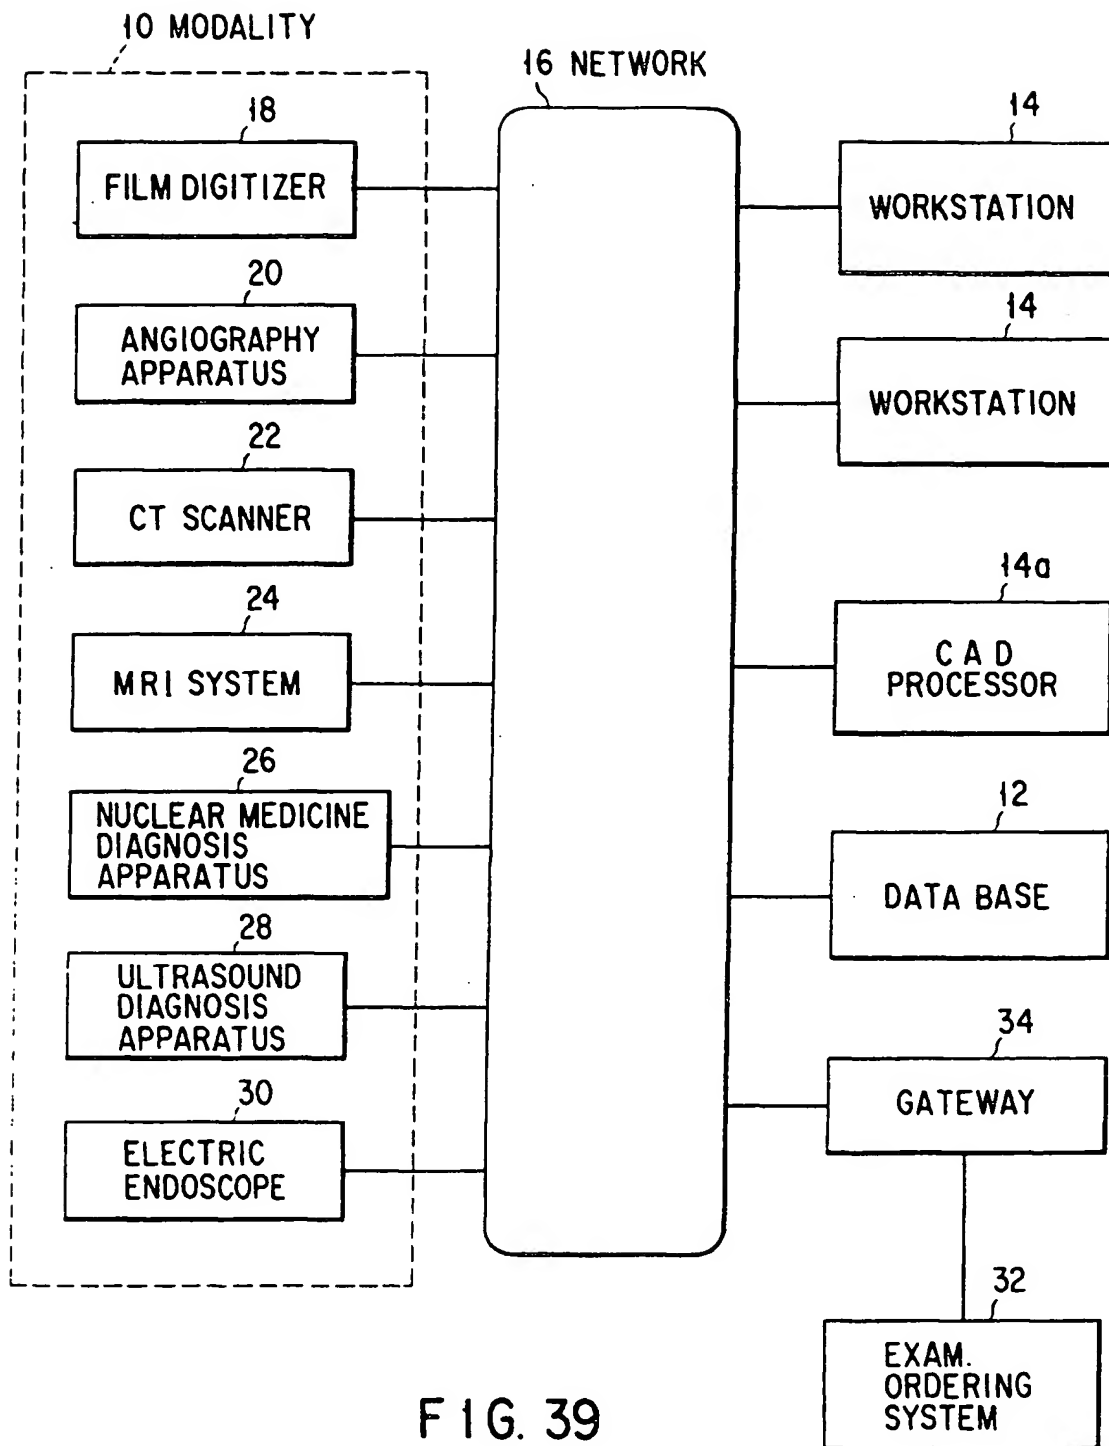 10 MODALITY
18
FILM DIGITIZER
20
ANGIOGRAPHY
APPARATUS
22
CT SCANNER
24
MRI SYSTEM
26
NUCLEAR MEDICINE
DIAGNOSIS
APPARATUS
28
ULTRASOUND
DIAGNOSIS
APPARATUS
30
ELECTRIC
ENDOSCOPE
16 NETWORK
14
WORKSTATION
14
WORKSTATION
14a
CAD
PROCESSOR
12
DATA BASE
34
GATEWAY
32
EXAM.
ORDERING
SYSTEM
FIG. 39